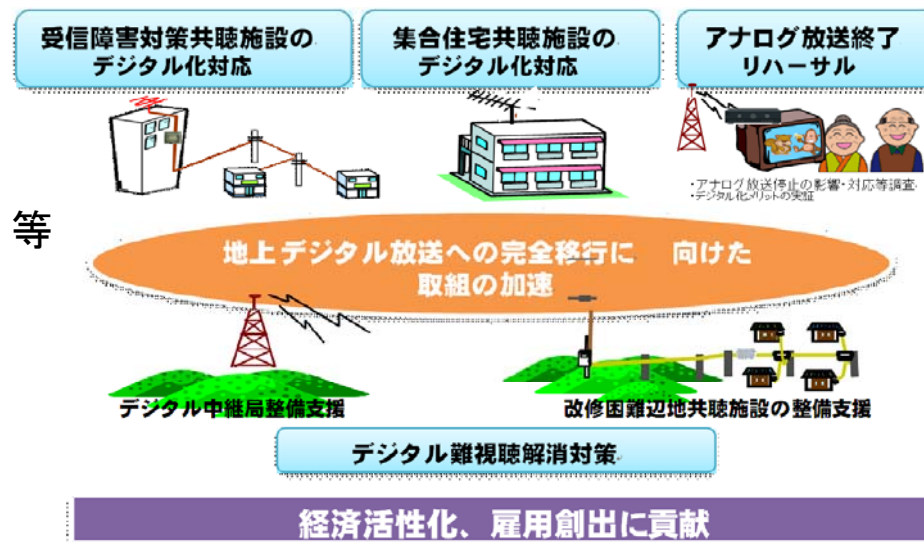 受信障害対策共聴施設の
デジタル化対応
集合住宅共聴施設の
デジタル化対応
アナログ放送終了
リハーサル
・アナログ放送停止の影響・対応等調査
・デジタル化メリットの実証
等
地上デジタル放送への完全移行に 向けた
取組の加速
デジタル中継局整備支援
改修困難辺地共聴施設の整備支援
デジタル難視聴解消対策
経済活性化、雇用創出に貢献